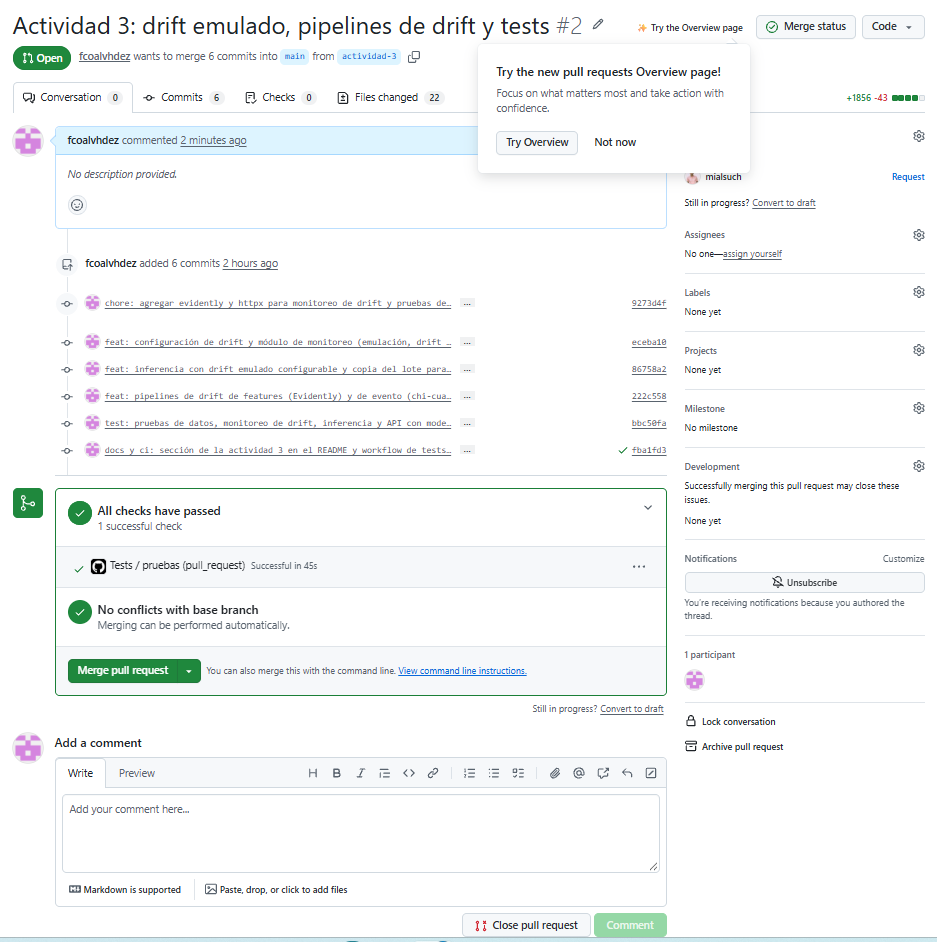 Actividad 3: drift emulado, pipelines de drift y tests #2
Try the Overview page
Merge status
Code
Open
fcoalvhdez wants to merge 6 commits into main from actividad-3
Try the new pull requests Overview page!
Focus on what matters most and take action with
confidence.
Try Overview
Not now
Conversation 0
Commits 6
Checks 0
Files changed 22
+1856 -43
fcoalvhdez commented 2 minutes ago
No description provided.
mialsuch
Request
Still in progress? Convert to draft
Assignees
No one—assign yourself
Labels
None yet
Projects
None yet
Milestone
No milestone
Development
Successfully merging this pull request may close these
issues.
None yet
Notifications
Customize
Unsubscribe
You're receiving notifications because you authored the
thread.
1 participant
Lock conversation
Archive pull request
fcoalvhdez added 6 commits 2 hours ago
chore: agregar evidently y httpx para monitoreo de drift y pruebas de… ... 9273d4f
feat: configuración de drift y módulo de monitoreo (emulación, drift … ... eceba10
feat: inferencia con drift emulado configurable y copia del lote para… ... 86758a2
feat: pipelines de drift de features (Evidently) y de evento (chi-cua… ... 222c558
test: pruebas de datos, monitoreo de drift, inferencia y API con mode… ... bbc50fa
docs y ci: sección de la actividad 3 en el README y workflow de tests… ... fba1fd3
All checks have passed
1 successful check
Tests / pruebas (pull_request) Successful in 45s
No conflicts with base branch
Merging can be performed automatically.
Merge pull request
You can also merge this with the command line. View command line instructions.
Still in progress? Convert to draft
Add a comment
Write
Preview
Add your comment here...
Markdown is supported
Paste, drop, or click to add files
Close pull request
Comment